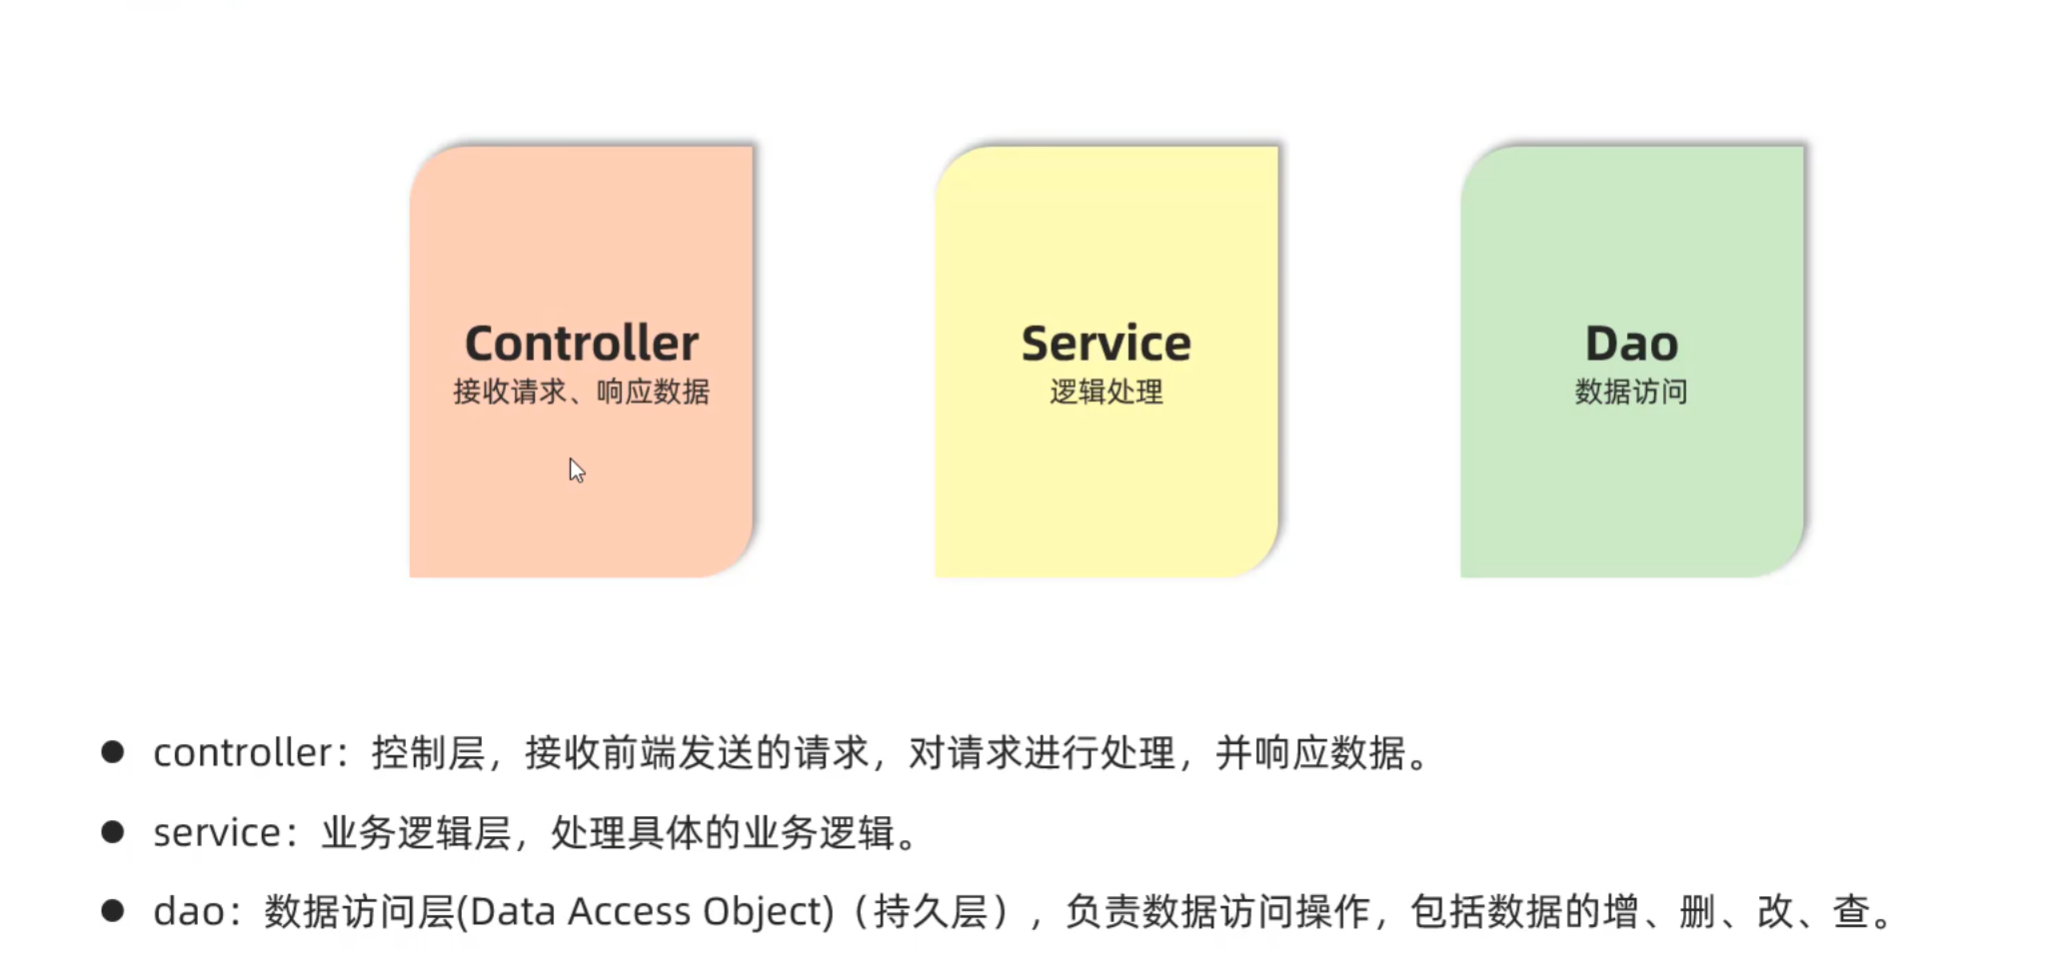 Controller
接收请求、响应数据
Service
逻辑处理
Dao
数据访问
controller：控制层，接收前端发送的请求，对请求进行处理，并响应数据。
service：业务逻辑层，处理具体的业务逻辑。
dao：数据访问层(Data Access Object)（持久层），负责数据访问操作，包括数据的增、删、改、查。